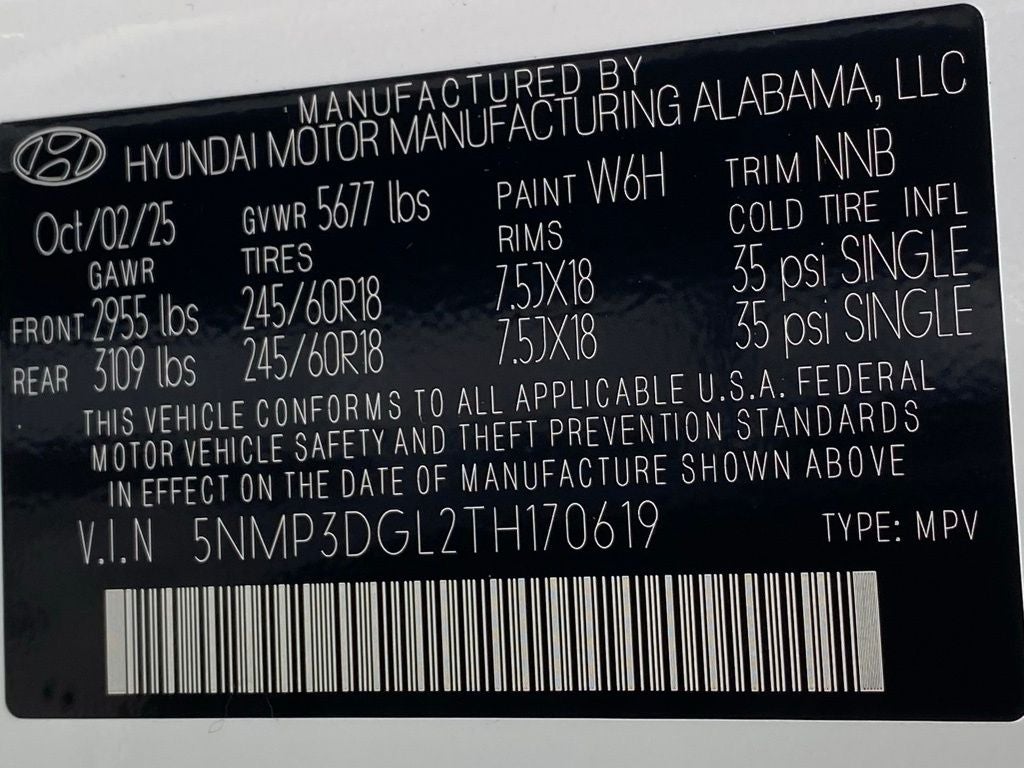 MANUFACTURED BY
HYUNDAI MOTOR MANUFACTURING ALABAMA, LLC
Oct/02/25 GVWR 5677 lbs PAINT W6H TRIM NNB
GAWR TIRES RIMS COLD TIRE INFL
FRONT 2955 lbs 245/60R18 7.5JX18 35 psi SINGLE
REAR 3109 lbs 245/60R18 7.5JX18 35 psi SINGLE
THIS VEHICLE CONFORMS TO ALL APPLICABLE U.S.A. FEDERAL
MOTOR VEHICLE SAFETY AND THEFT PREVENTION STANDARDS
IN EFFECT ON THE DATE OF MANUFACTURE SHOWN ABOVE
V.I.N 5NMP3DGL2TH170619 TYPE: MPV